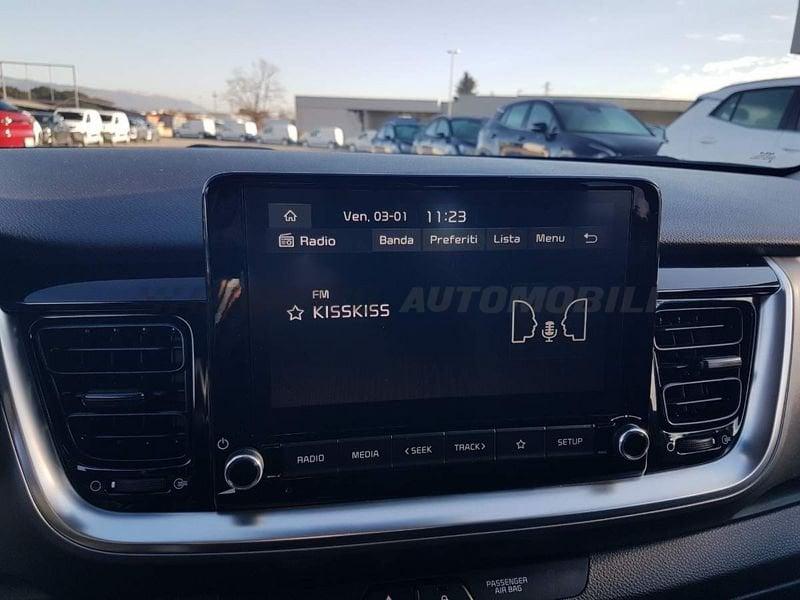 Ven. 03-01 11:23
Radio Banda Preferiti Lista Menu
FM
KISSKISS
AUTOMOBILI
RADIO MEDIA <SEEK TRACK> SETUP
PASSENGER
AIR BAG